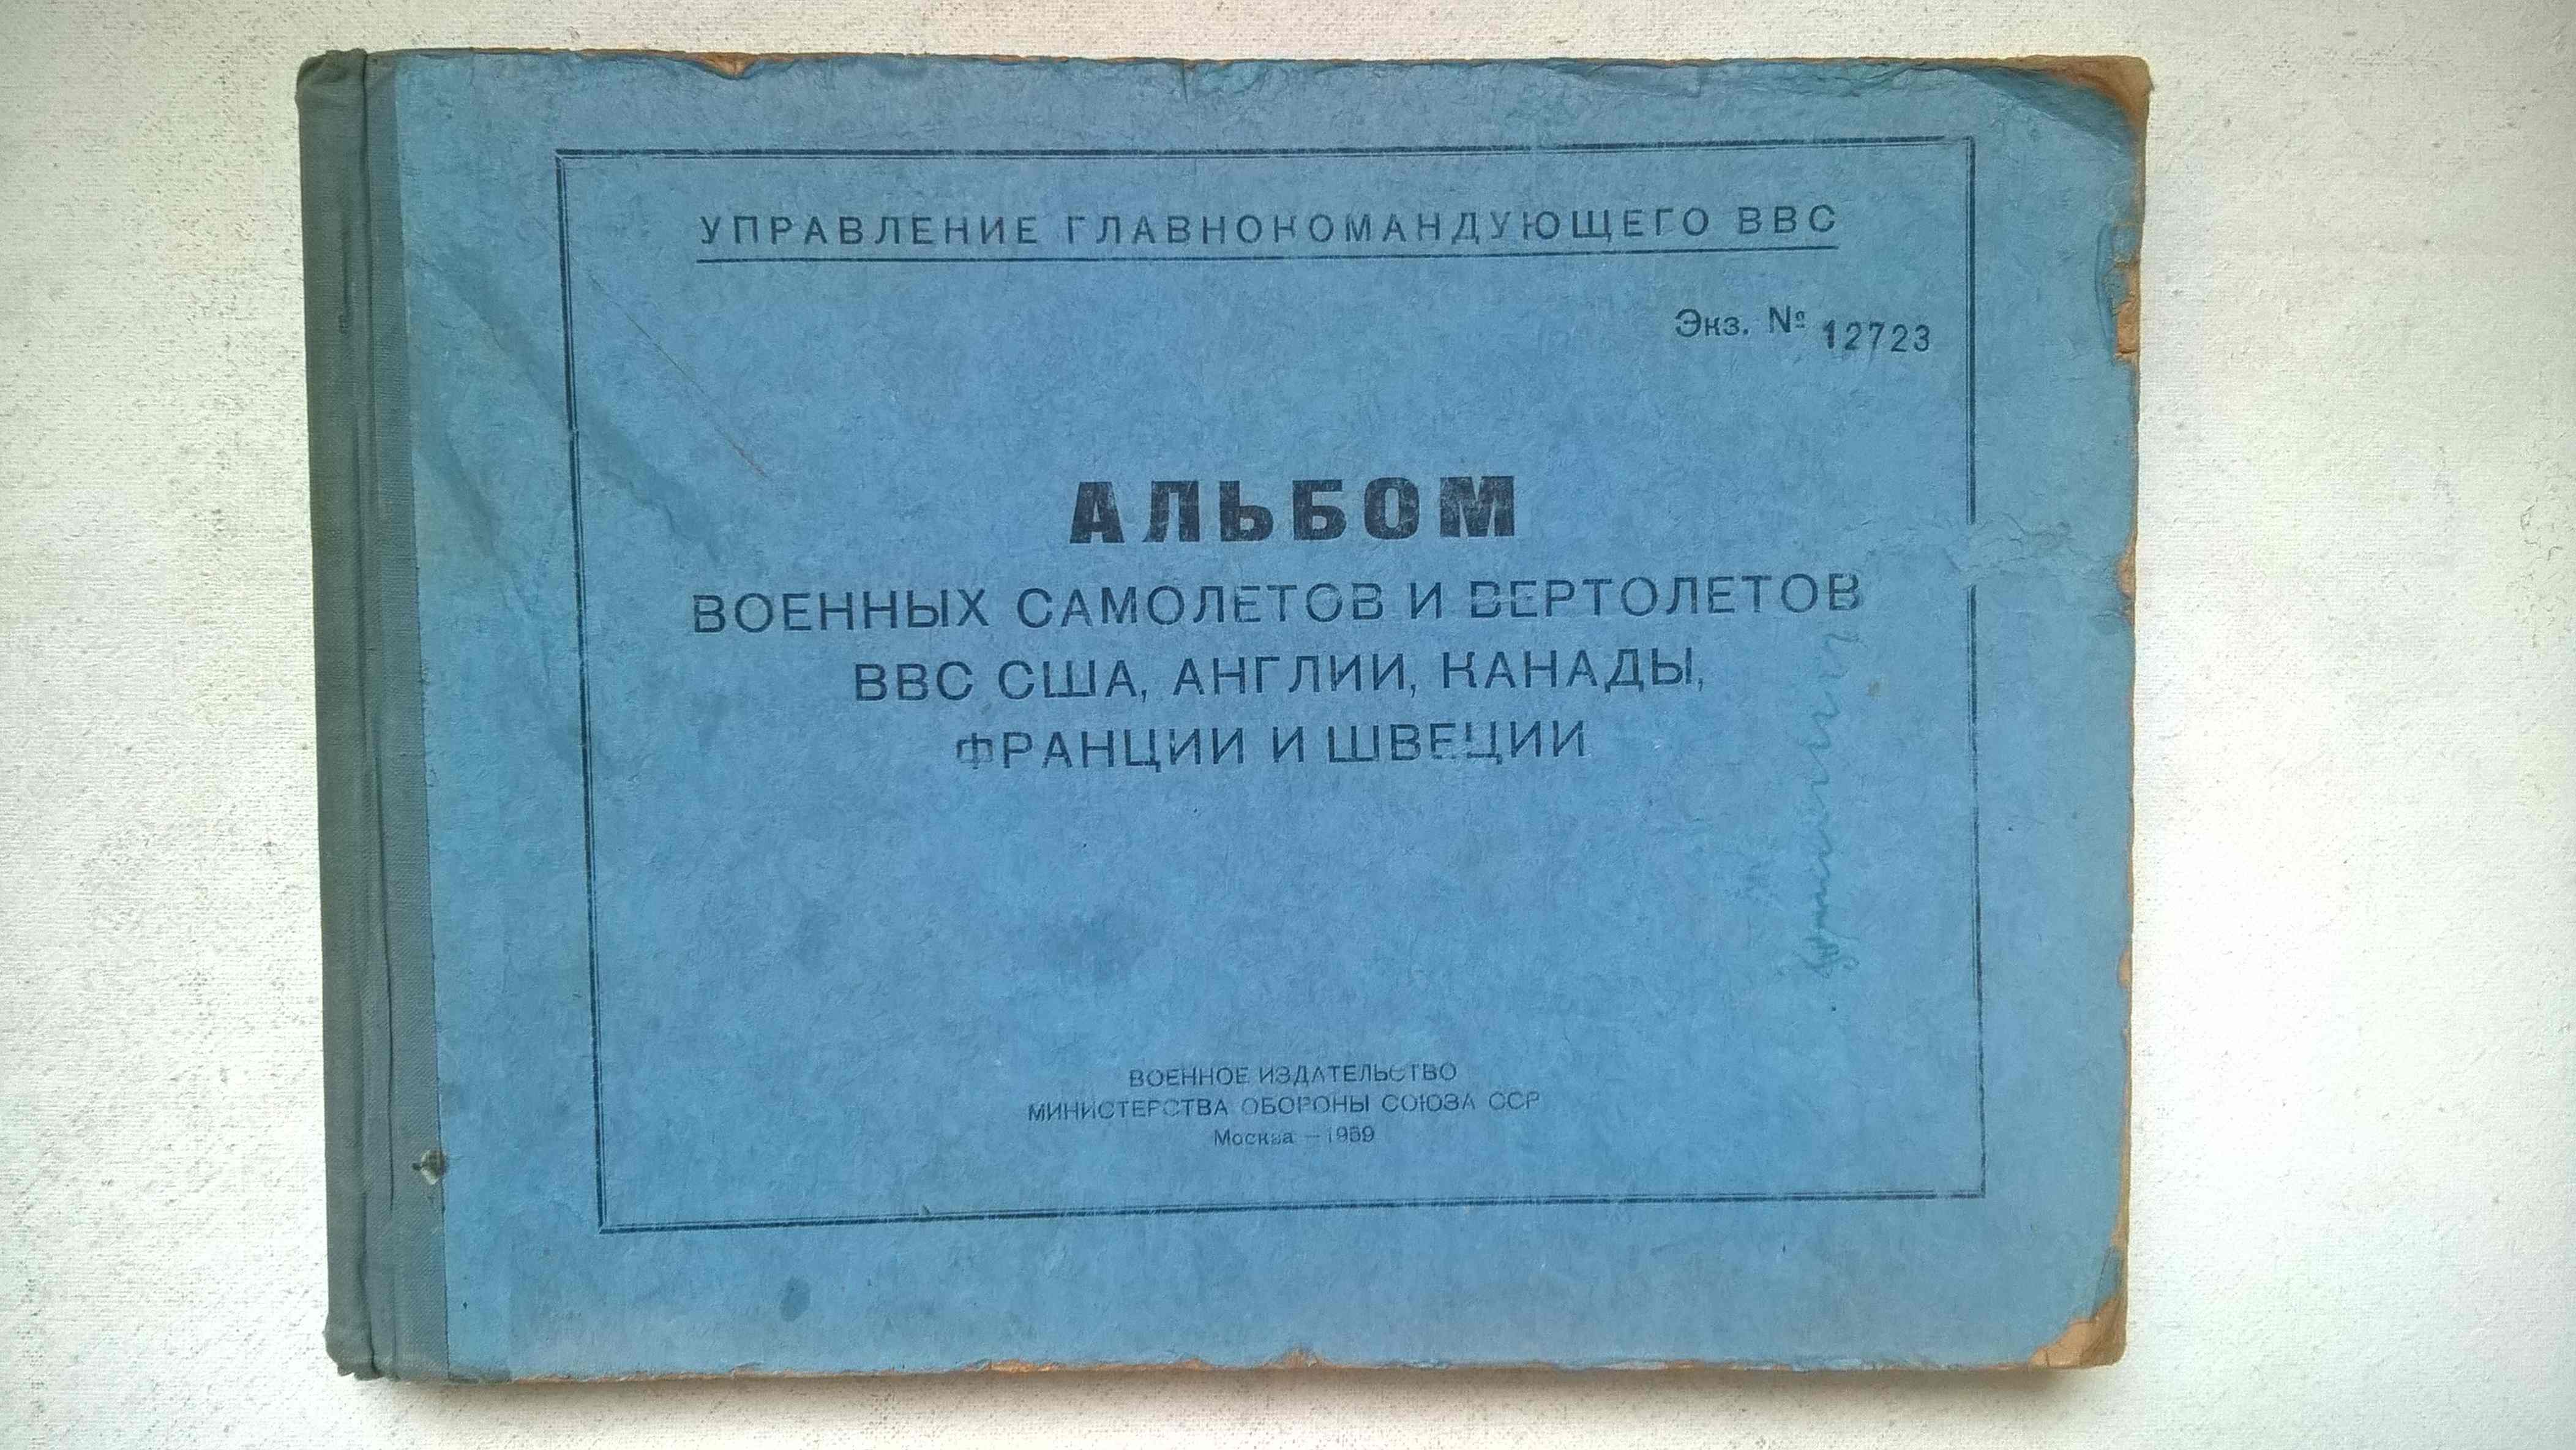 УПРАВЛЕНИЕ ГЛАВНОКОМАНДУЮЩЕГО ВВС
Экз. № 12723
АЛЬБОМ
ВОЕННЫХ САМОЛЕТОВ И ВЕРТОЛЕТОВ
ВВС США, АНГЛИИ, КАНАДЫ,
ФРАНЦИИ И ШВЕЦИИ
ВОЕННОЕ ИЗДАТЕЛЬСТВО
МИНИСТЕРСТВА ОБОРОНЫ СОЮЗА ССР
Москва — 1959